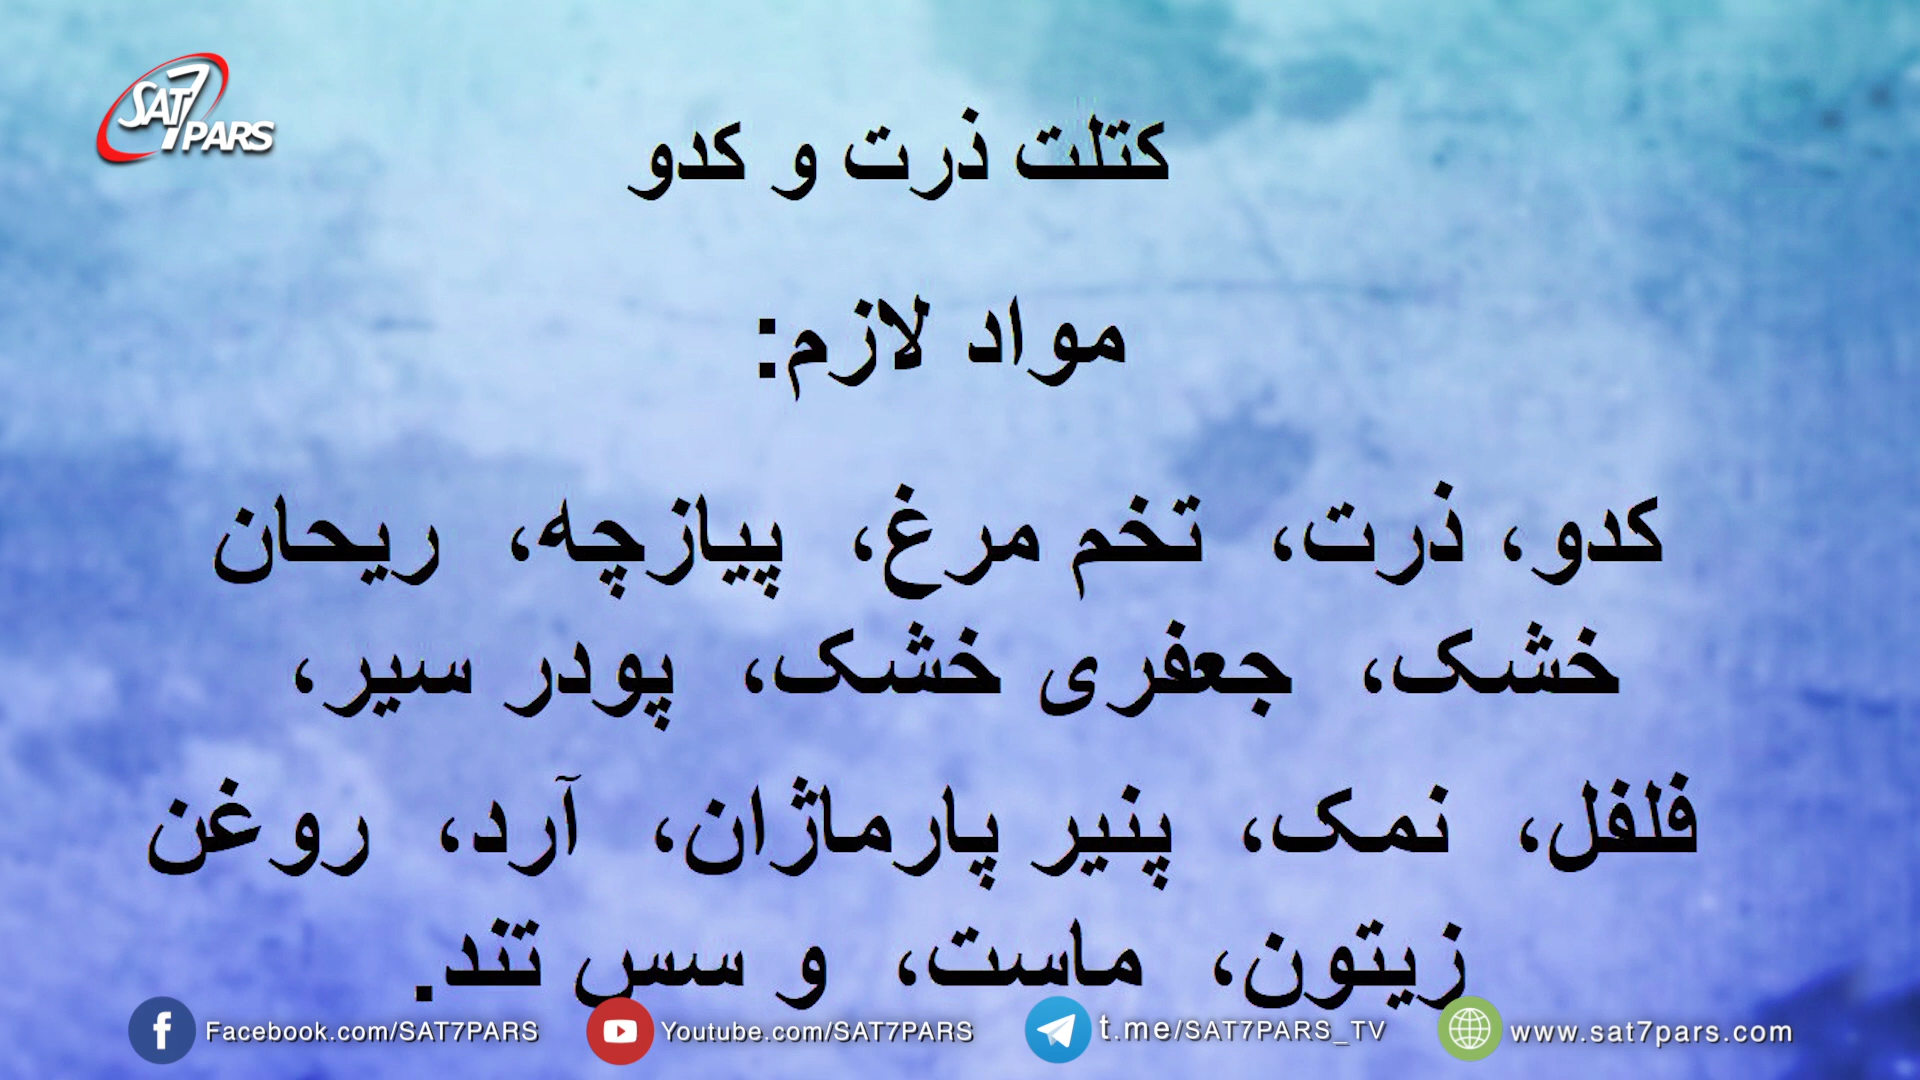 SAT7 PARS
کتلت ذرت و کدو
مواد لازم:
کدو، ذرت، تخم مرغ، پیازچه، ریحان
خشک، جعفری خشک، پودر سیر،
فلفل، نمک، پنیر پارماژان، آرد، روغن
زیتون، ماست، و سس تند.
Facebook.com/SAT7PARS Youtube.com/SAT7PARS t.me/SAT7PARS_TV www.sat7pars.com